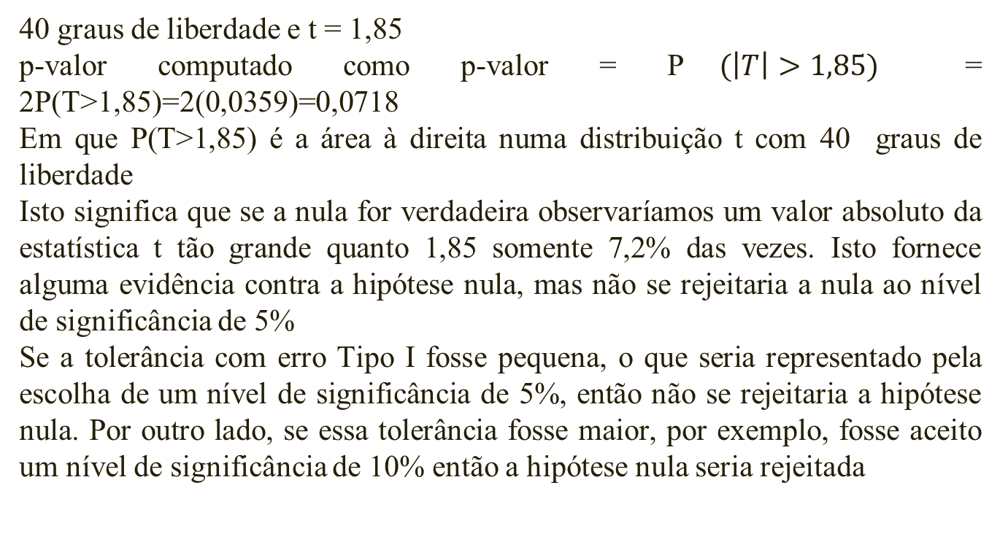 40 graus de liberdade e t = 1,85
p-valor computado como p-valor = P (|T| > 1,85) =
2P(T>1,85)=2(0,0359)=0,0718
Em que P(T>1,85) é a área à direita numa distribuição t com 40 graus de
liberdade
Isto significa que se a nula for verdadeira observaríamos um valor absoluto da
estatística t tão grande quanto 1,85 somente 7,2% das vezes. Isto fornece
alguma evidência contra a hipótese nula, mas não se rejeitaria a nula ao nível
de significância de 5%
Se a tolerância com erro Tipo I fosse pequena, o que seria representado pela
escolha de um nível de significância de 5%, então não se rejeitaria a hipótese
nula. Por outro lado, se essa tolerância fosse maior, por exemplo, fosse aceito
um nível de significância de 10% então a hipótese nula seria rejeitada